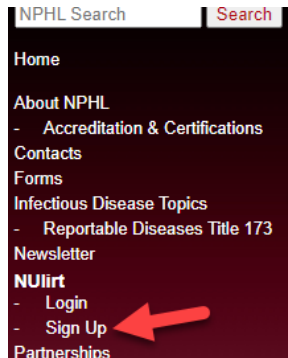 NPHL Search Search
Home
About NPHL
- Accreditation & Certifications
Contacts
Forms
Infectious Disease Topics
- Reportable Diseases Title 173
Newsletter
NUlirt
- Login
- Sign Up
Partnerships